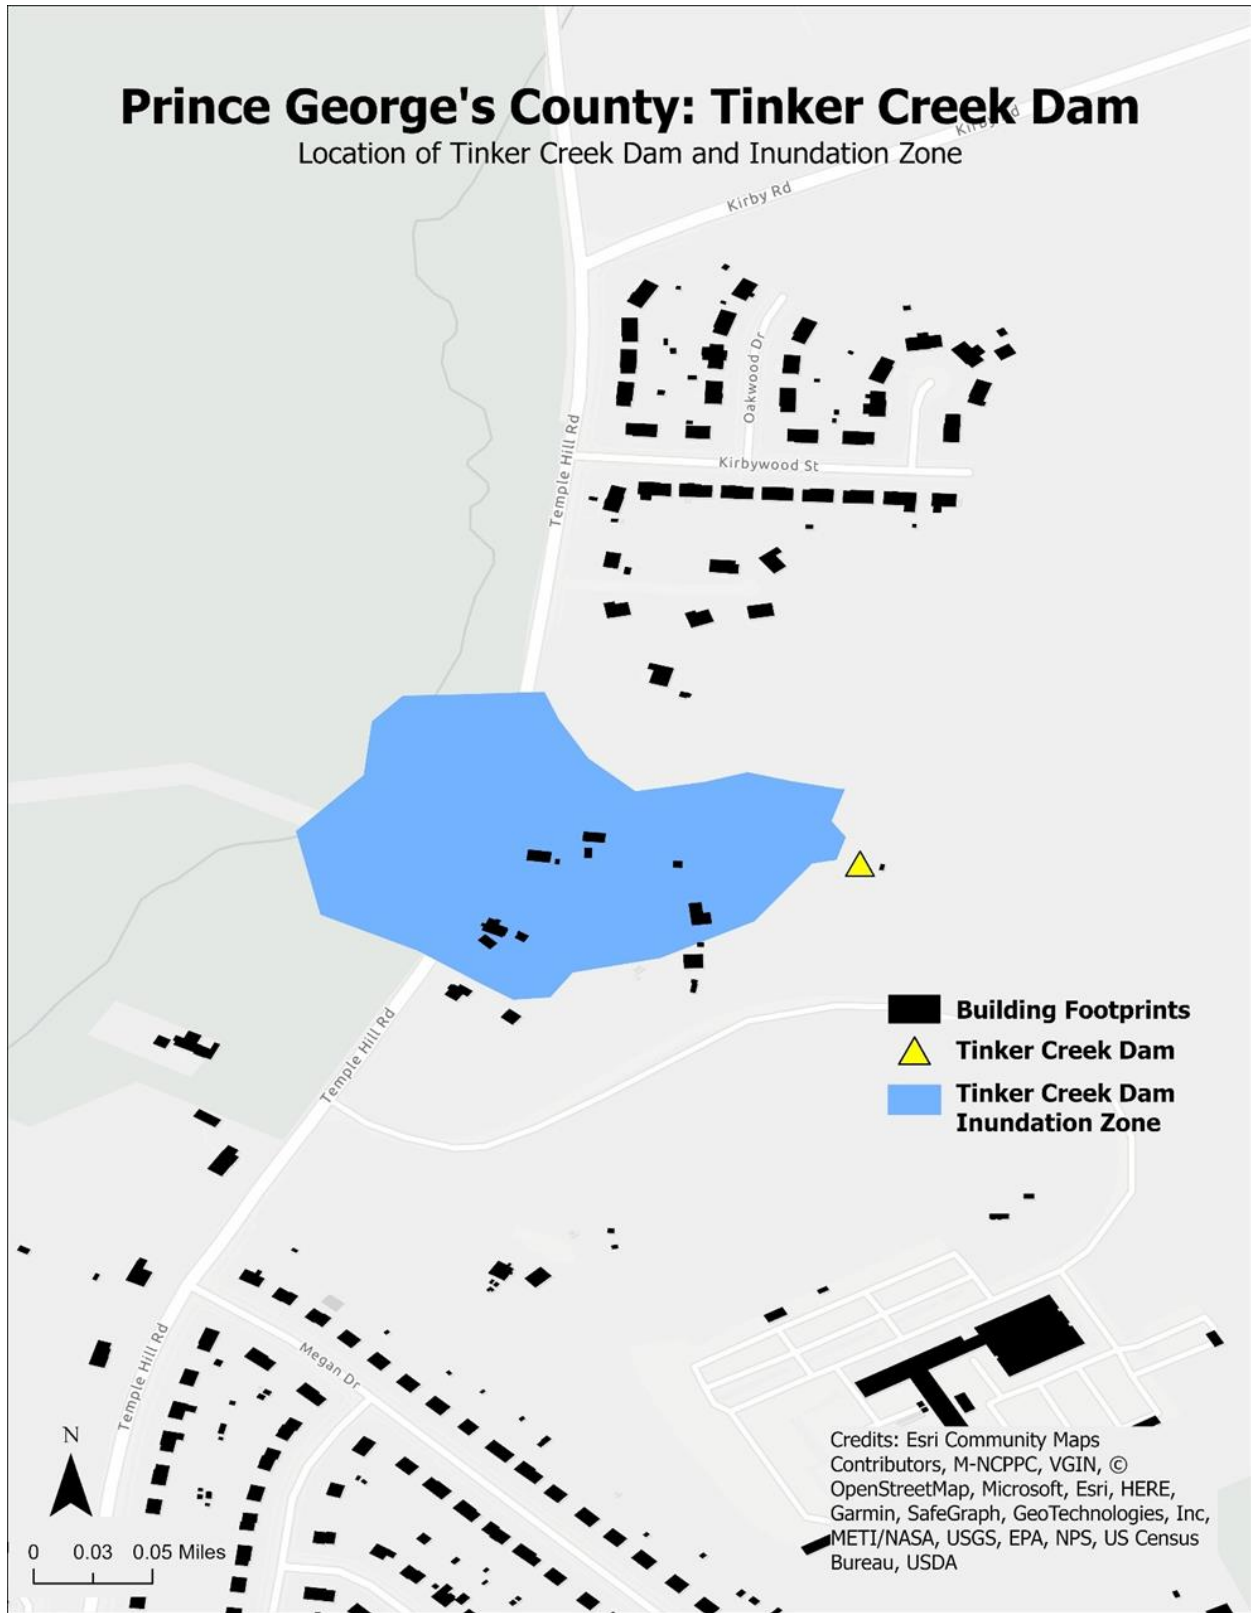 Prince George's County: Tinker Creek Dam
Location of Tinker Creek Dam and Inundation Zone
Kirby Rd
Kirby Rd
Oakwood Dr
Temple Hill Rd
Kirbywood St
Temple Hill Rd
Building Footprints
Tinker Creek Dam
Tinker Creek Dam
Inundation Zone
Megan Dr
Temple Hill Rd
N
0 0.03 0.05 Miles
Credits: Esri Community Maps
Contributors, M-NCPPC, VGIN, ©
OpenStreetMap, Microsoft, Esri, HERE,
Garmin, SafeGraph, GeoTechnologies, Inc,
METI/NASA, USGS, EPA, NPS, US Census
Bureau, USDA